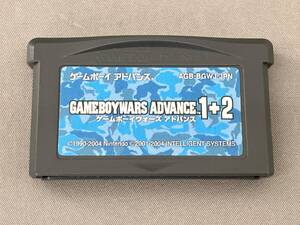 ゲームボーイ アドバンス AGB-BGWJ-JPN
GAMEBOYWARS ADVANCE 1+2
ゲームボーイウォーズ アドバンス
©1990-2004 Nintendo ©2001-2004 INTELLIGENT SYSTEMS